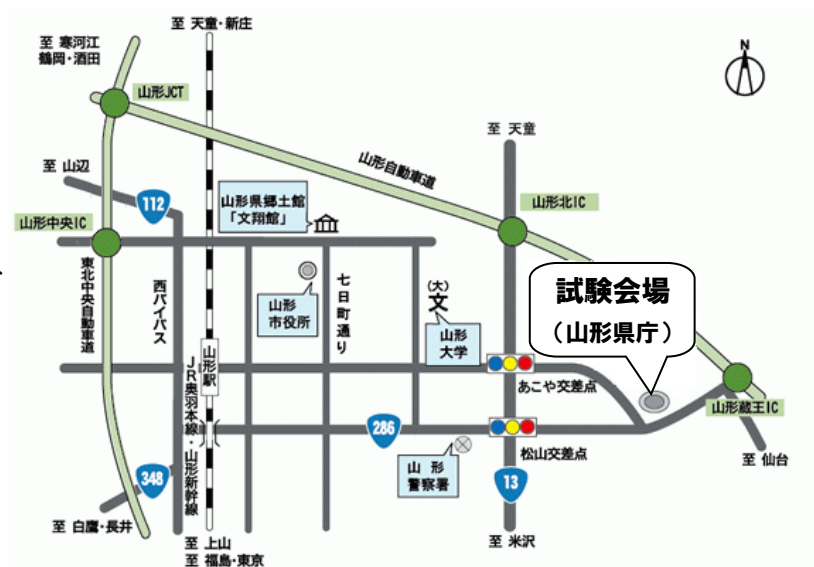 至 天童・新庄
至 寒河江
鶴岡・酒田
N
山形JCT
至 天童
山形自動車道
至 山辺
112
山形県郷土館
「文翔館」
山形北IC
山形中央IC
東北中央自動車道
西バイパス
山形
市役所
七日町通り
(大)
文
山形
大学
試験会場
（山形県庁）
山形駅
JR奥羽本線・山形新幹線
あこや交差点
山形蔵王IC
286
山 形
警察署
松山交差点
至 仙台
348
13
至 白鷹・長井
至 上山
至 福島・東京
至 米沢